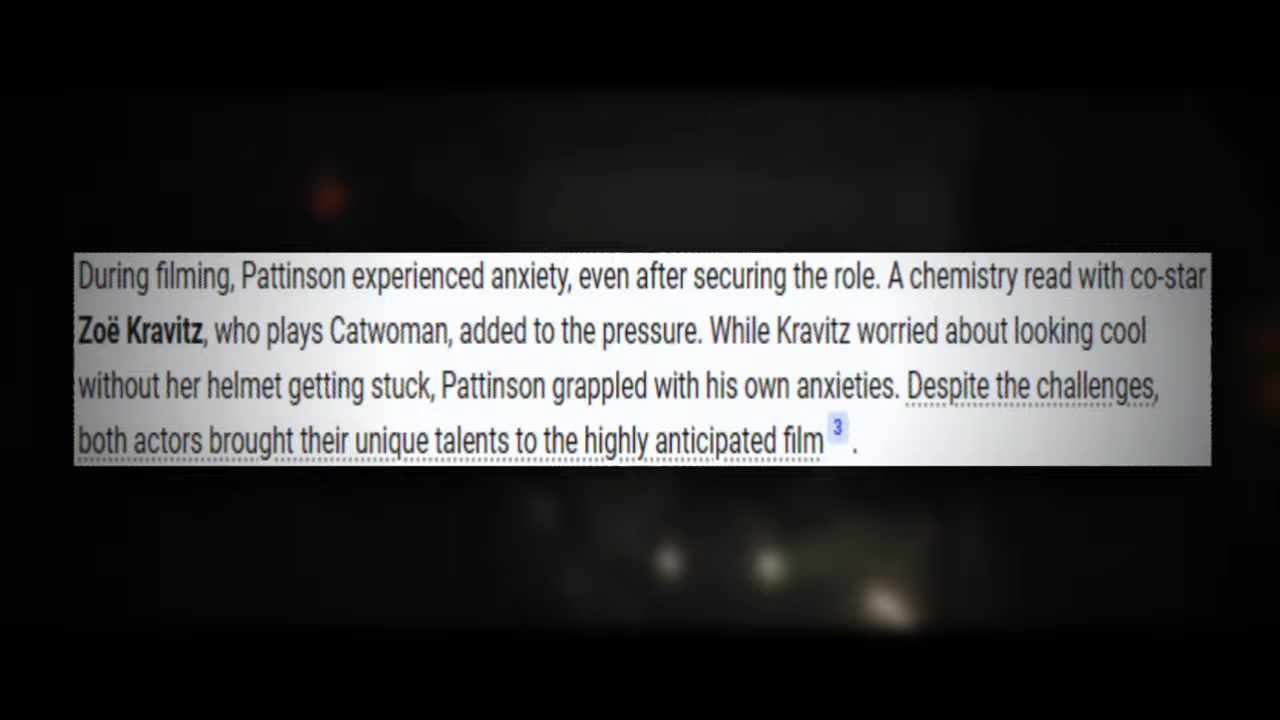 During filming, Pattinson experienced anxiety, even after securing the role. A chemistry read with co-star
Zoë Kravitz, who plays Catwoman, added to the pressure. While Kravitz worried about looking cool
without her helmet getting stuck, Pattinson grappled with his own anxieties. Despite the challenges,
both actors brought their unique talents to the highly anticipated film 3 .